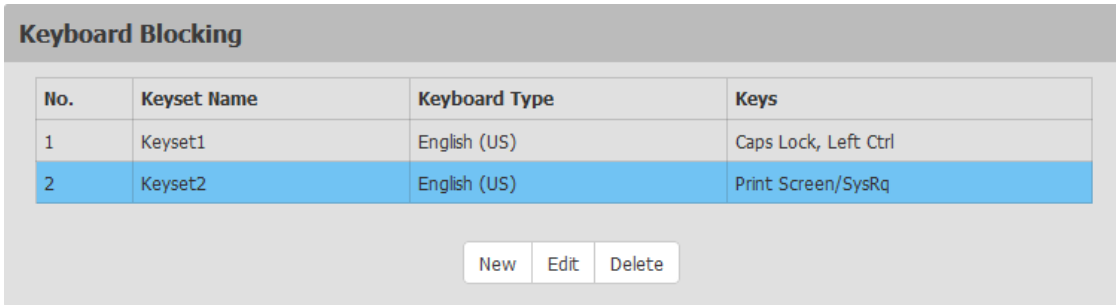 Keyboard Blocking
No. Keyset Name Keyboard Type Keys
1 Keyset1 English (US) Caps Lock, Left Ctrl
2 Keyset2 English (US) Print Screen/SysRq
New Edit Delete